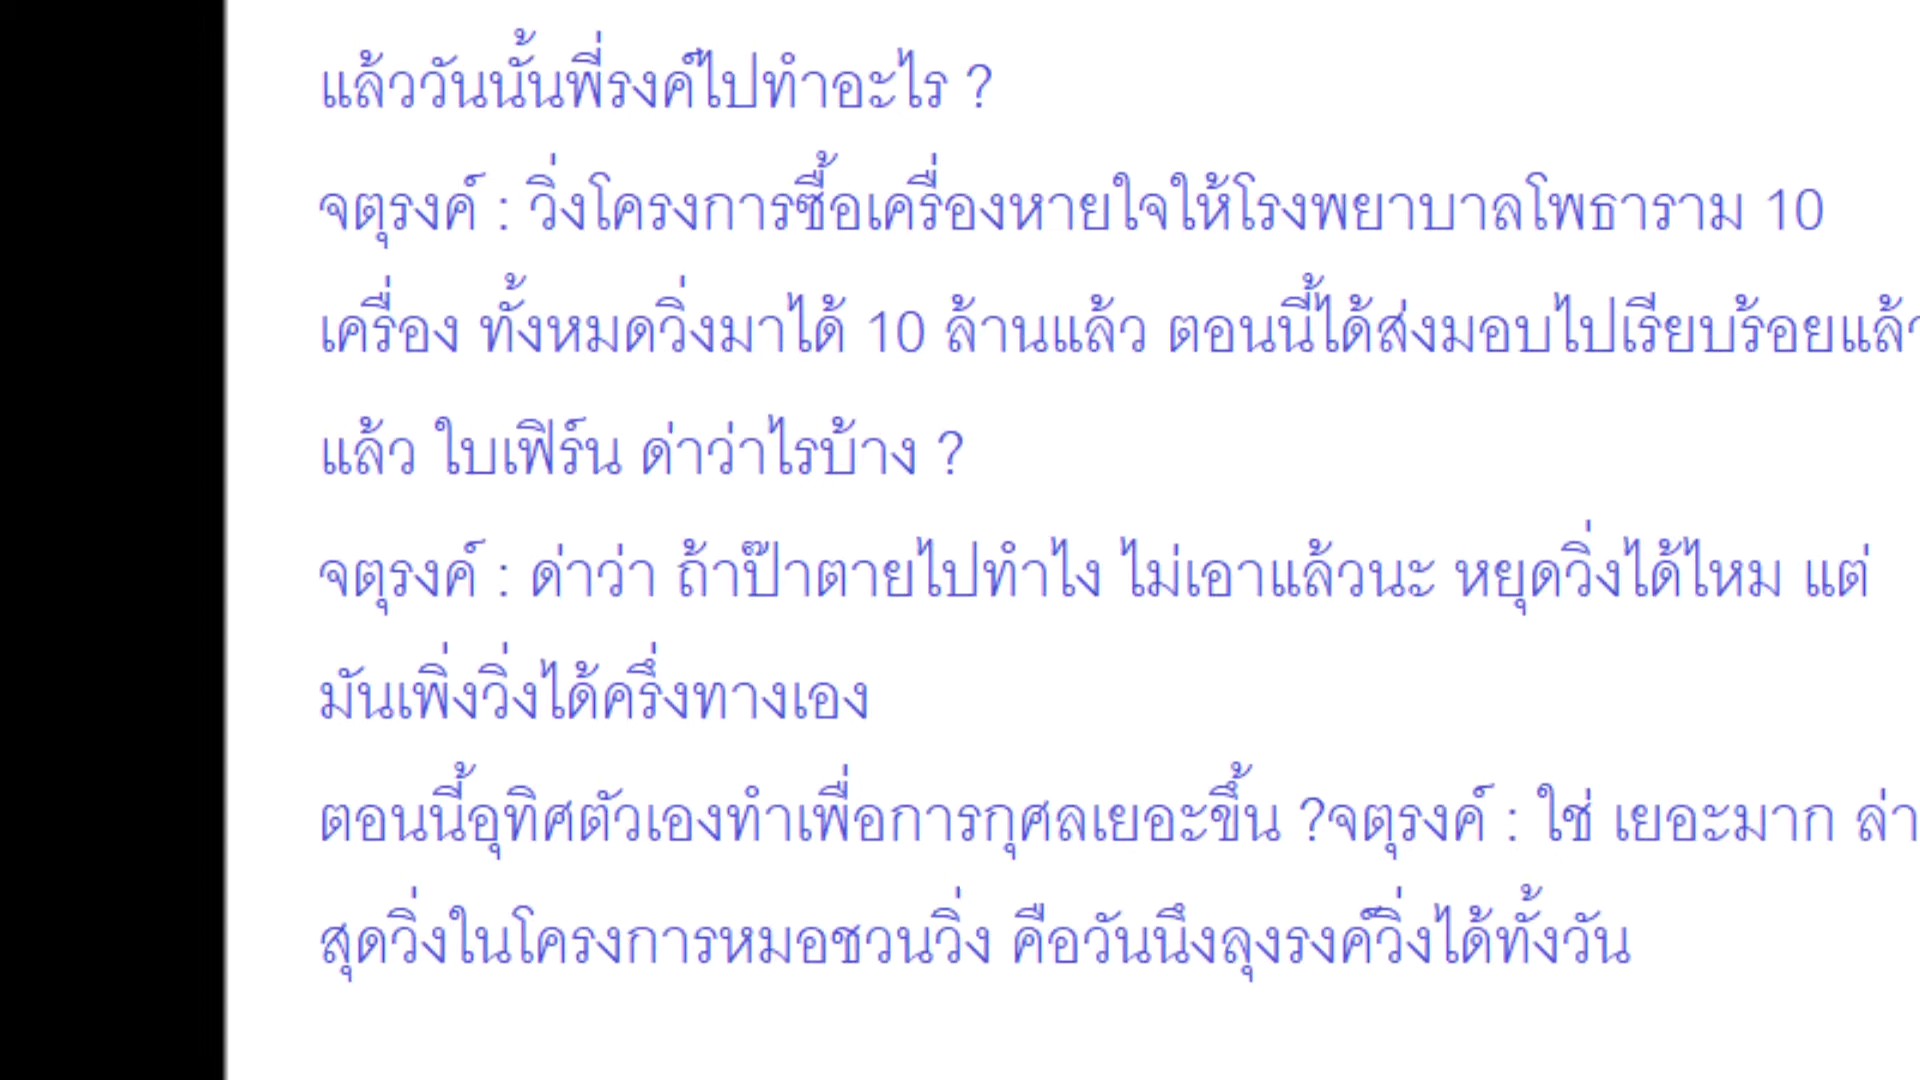 แล้ววันนั้นพี่รงค์ไปทำอะไร ?
จตุรงค์ : วิ่งโครงการซื้อเครื่องหายใจให้โรงพยาบาลโพธาราม 10
เครื่อง ทั้งหมดวิ่งมาได้ 10 ล้านแล้ว ตอนนี้ได้ส่งมอบไปเรียบร้อยแล้ว
แล้ว ใบเฟิร์น ด่าว่าไรบ้าง ?
จตุรงค์ : ด่าว่า ถ้าป๊าตายไปทำไง ไม่เอาแล้วนะ หยุดวิ่งได้ไหม แต่
มันเพิ่งวิ่งได้ครึ่งทางเอง
ตอนนี้อุทิศตัวเองทำเพื่อการกุศลเยอะขึ้น ?จตุรงค์ : ใช่ เยอะมาก ล่า
สุดวิ่งในโครงการหมอชวนวิ่ง คือวันนึงลุงรงค์วิ่งได้ทั้งวัน